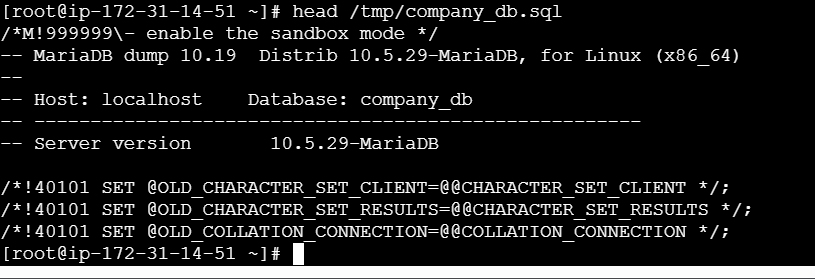 [root@ip-172-31-14-51 ~]# head /tmp/company_db.sql
/*M!999999\- enable the sandbox mode */
-- MariaDB dump 10.19  Distrib 10.5.29-MariaDB, for Linux (x86_64)
--
-- Host: localhost    Database: company_db
-- ------------------------------------------------------
-- Server version       10.5.29-MariaDB

/*!40101 SET @OLD_CHARACTER_SET_CLIENT=@@CHARACTER_SET_CLIENT */;
/*!40101 SET @OLD_CHARACTER_SET_RESULTS=@@CHARACTER_SET_RESULTS */;
/*!40101 SET @OLD_COLLATION_CONNECTION=@@COLLATION_CONNECTION */;
[root@ip-172-31-14-51 ~]#